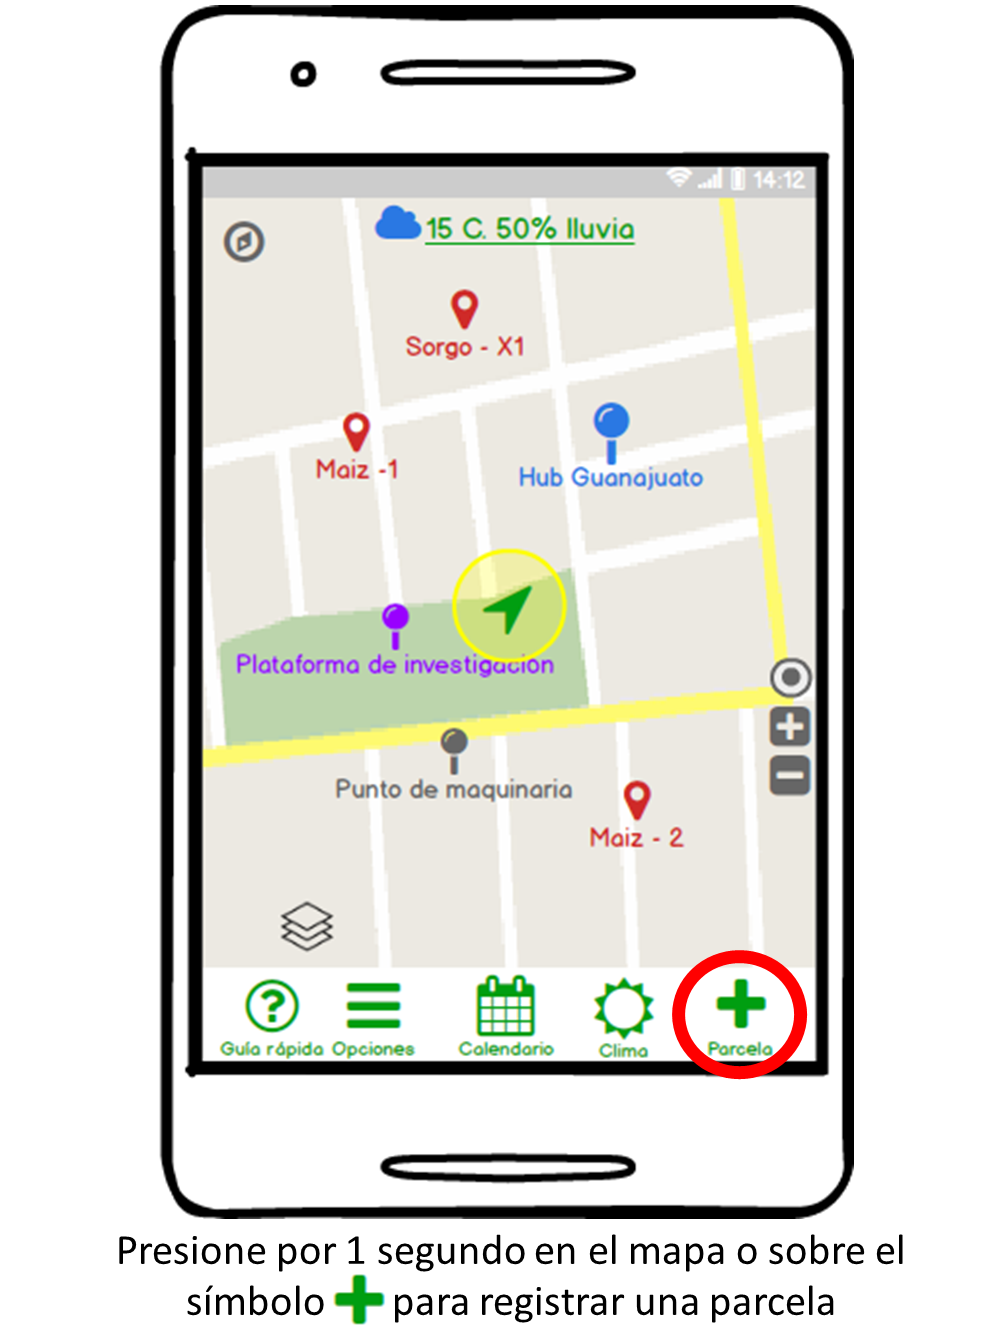 14:12
15 C. 50% lluvia
Sorgo - X1
Maiz -1
Hub Guanajuato
Plataforma de investigacion
Punto de maquinaria
Maiz - 2
Guía rápida Opciones Calendario Clima Parcela
Presione por 1 segundo en el mapa o sobre el
símbolo + para registrar una parcela